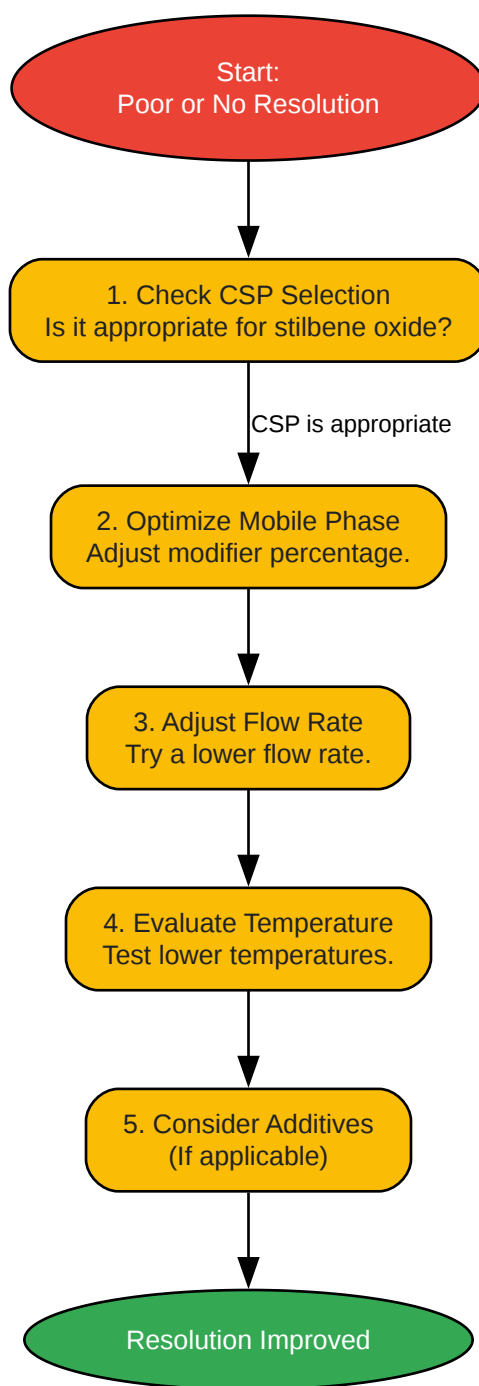 Start:
Poor or No Resolution
1. Check CSP Selection
Is it appropriate for stilbene oxide?
CSP is appropriate
2. Optimize Mobile Phase
Adjust modifier percentage.
3. Adjust Flow Rate
Try a lower flow rate.
4. Evaluate Temperature
Test lower temperatures.
5. Consider Additives
(If applicable)
Resolution Improved